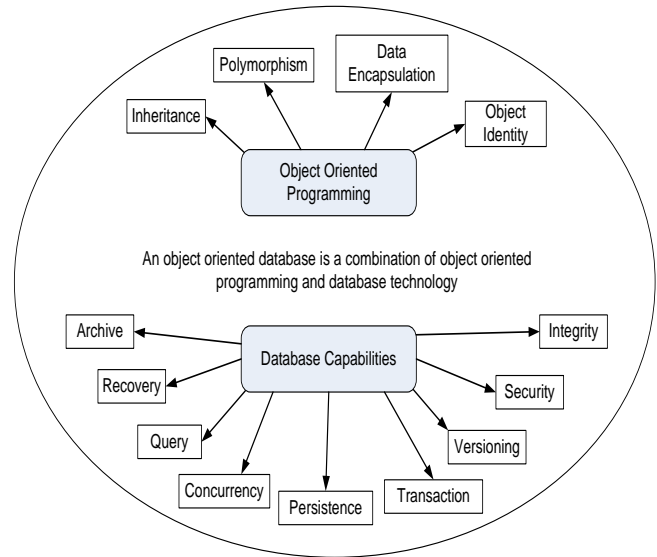 Data
Encapsulation
Polymorphism
Inheritance
Object
Identity
Object Oriented
Programming
An object oriented database is a combination of object oriented
programming and database technology
Archive
Integrity
Database Capabilities
Recovery
Security
Query
Versioning
Concurrency
Persistence
Transaction